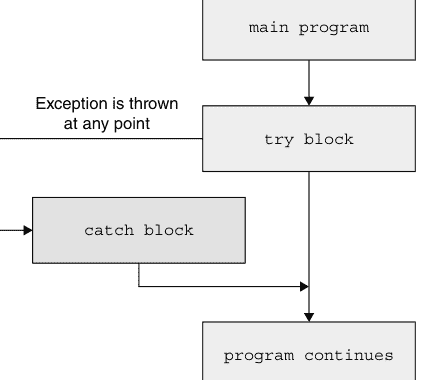 main program
Exception is thrown
at any point
try block
catch block
program continues